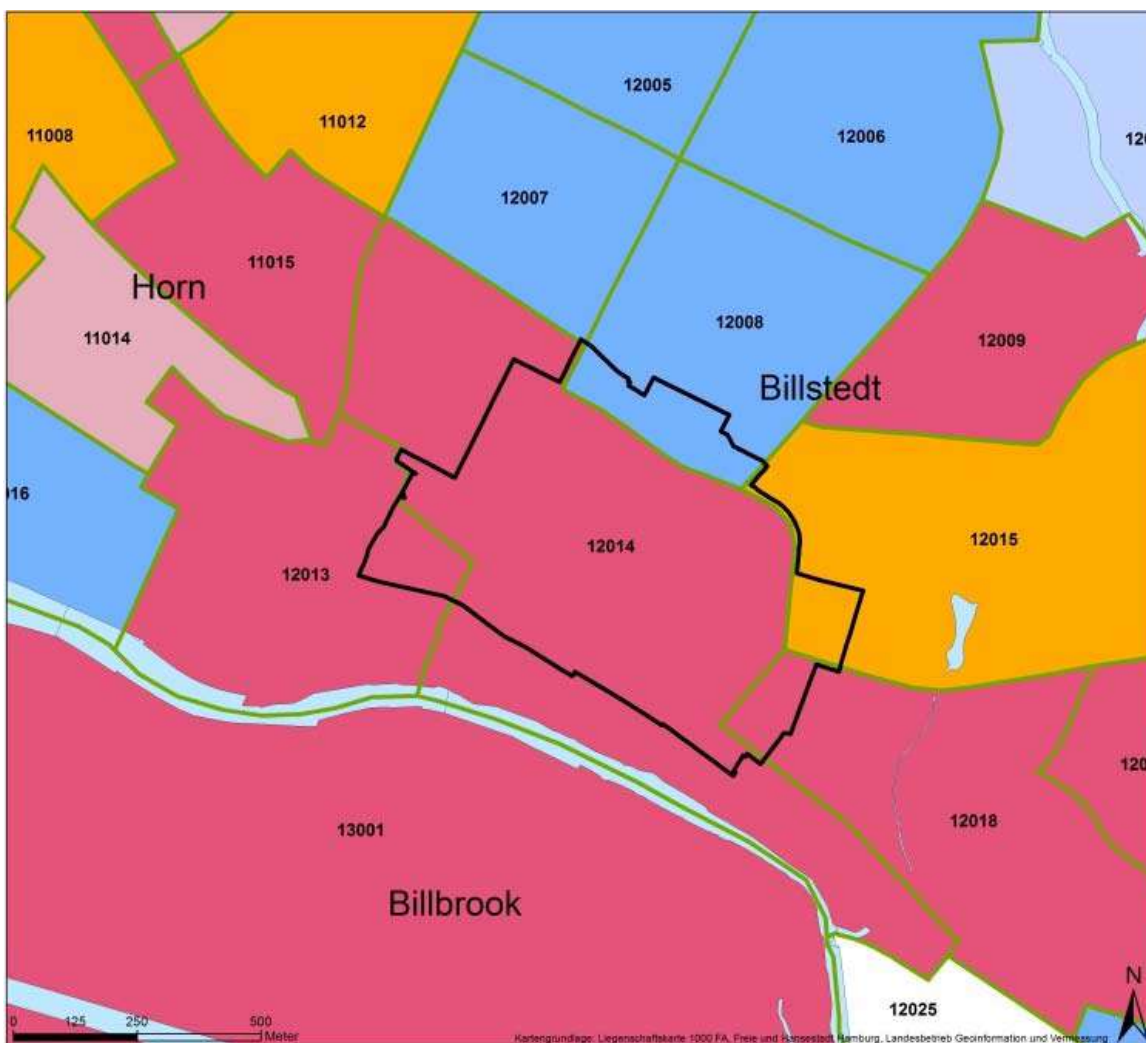 12005
11012
11008
12006
12007
11015
Horn
12008
11014
12009
Billstedt
12015
12014
12013
12018
13001
Billbrook
N
12025
0 125 250 500
Meter
Kartengrundlage: Liegenschaftskarte 1000 FA, Freie und Hansestadt Hamburg, Landesbetrieb Geoinformation und Vermessung